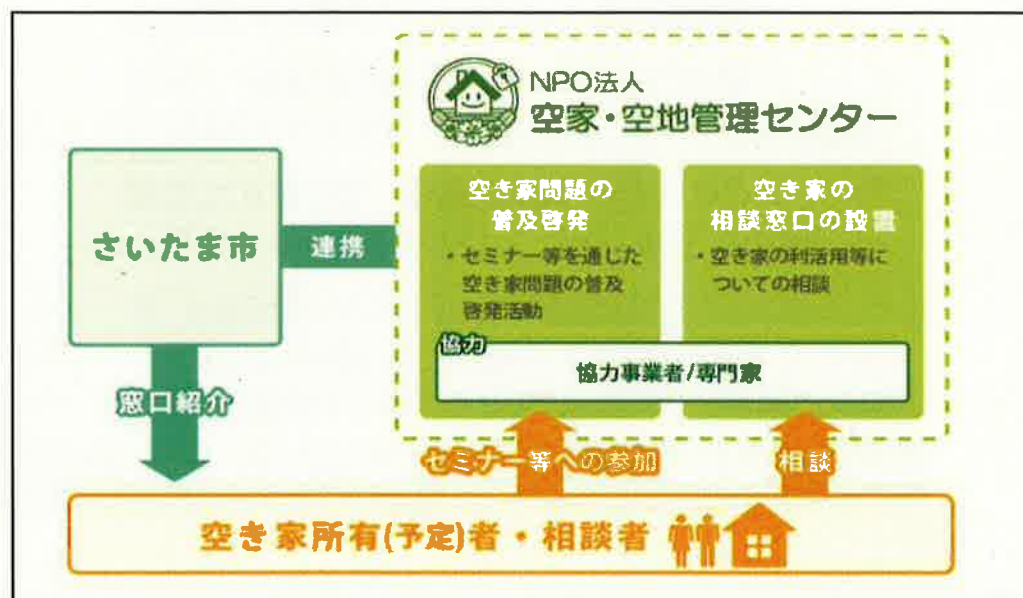 NPO法人
空家・空地管理センター
さいたま市
連携
空き家問題の
普及啓発
・セミナー等を通じた
空き家問題の普及
啓発活動
空き家の
相談窓口の設置
・空き家の利活用等に
ついての相談
協力
協力事業者/専門家
窓口紹介
セミナー等への参加
相談
空き家所有(予定)者・相談者